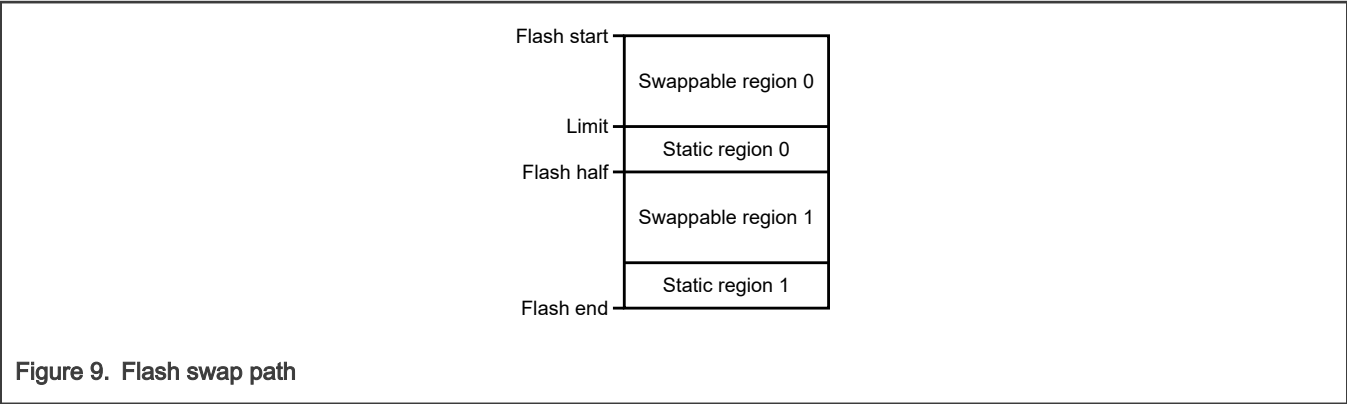 Flash start
Swappable region 0
Limit
Static region 0
Flash half
Swappable region 1
Static region 1
Flash end
Figure 9. Flash swap path